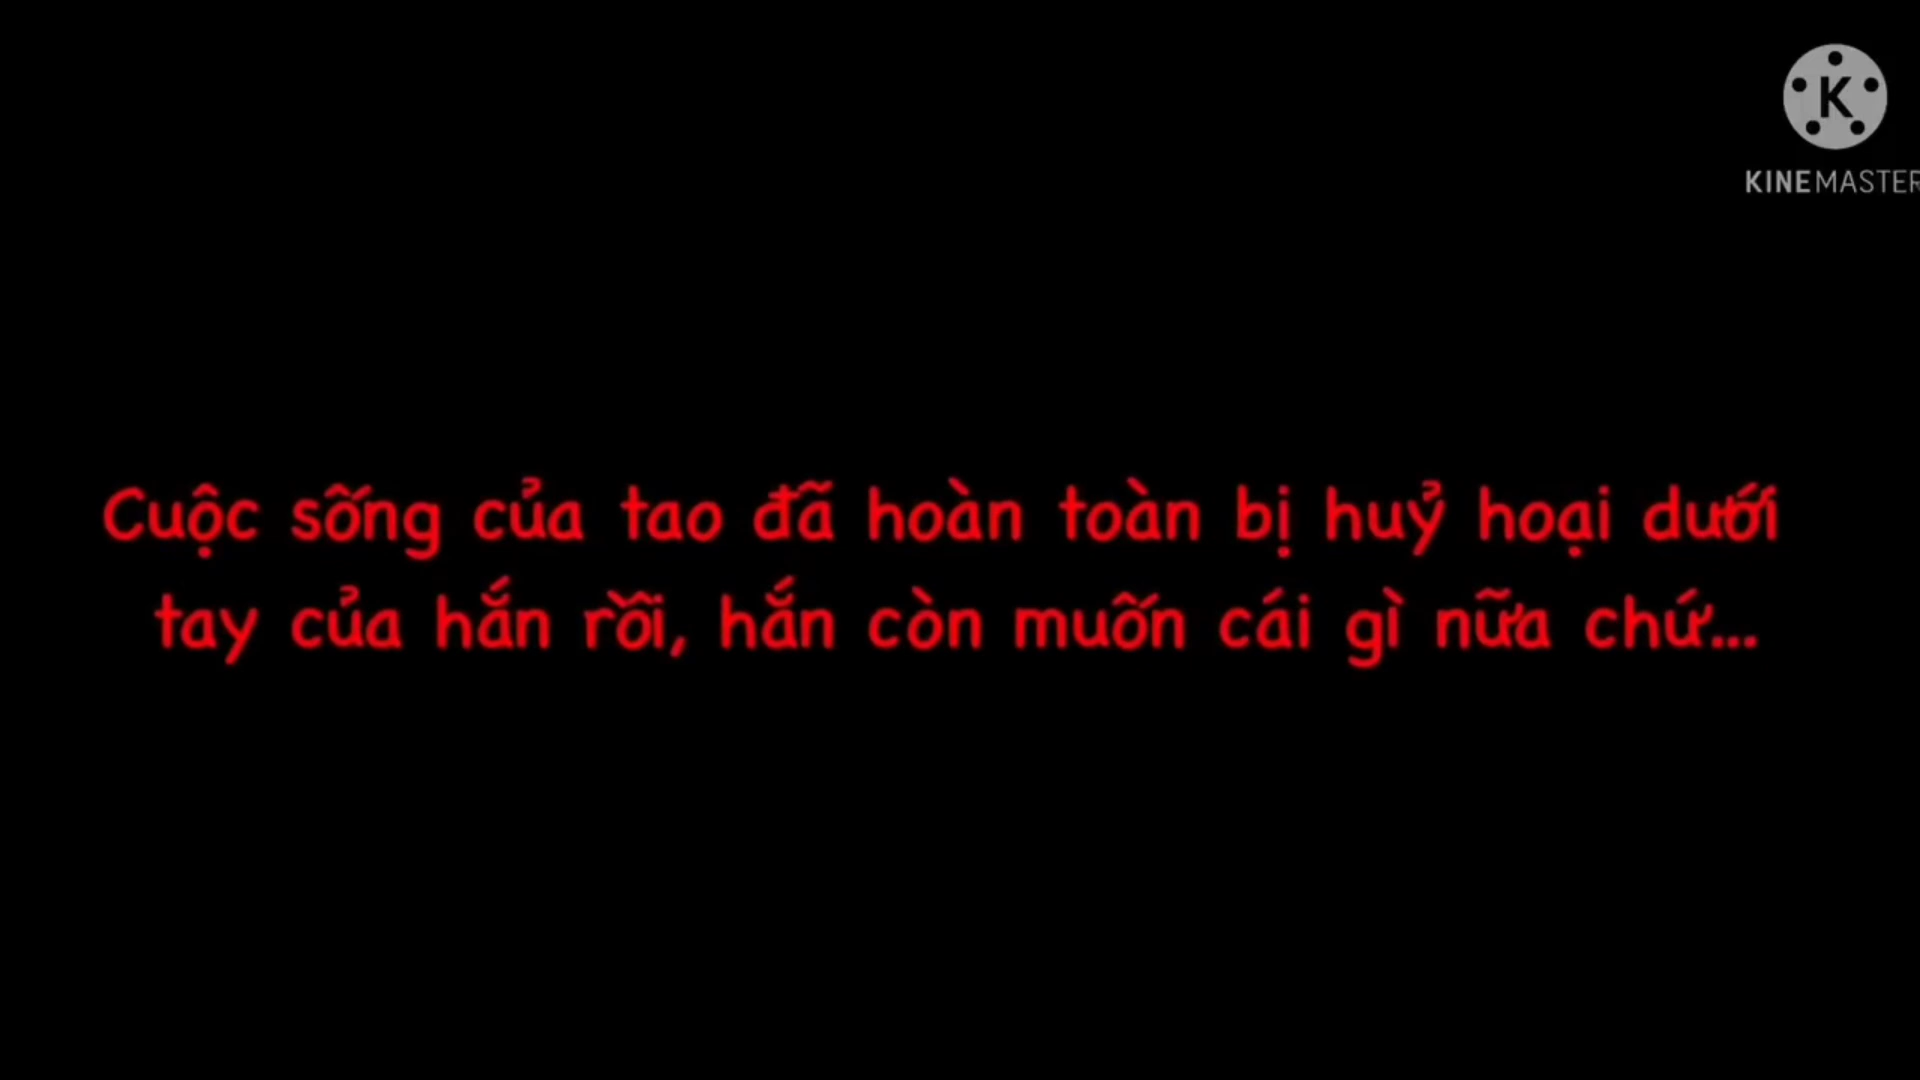 KINEMASTER
Cuộc sống của tao đã hoàn toàn bị huỷ hoại dưới
tay của hắn rồi, hắn còn muốn cái gì nữa chứ...